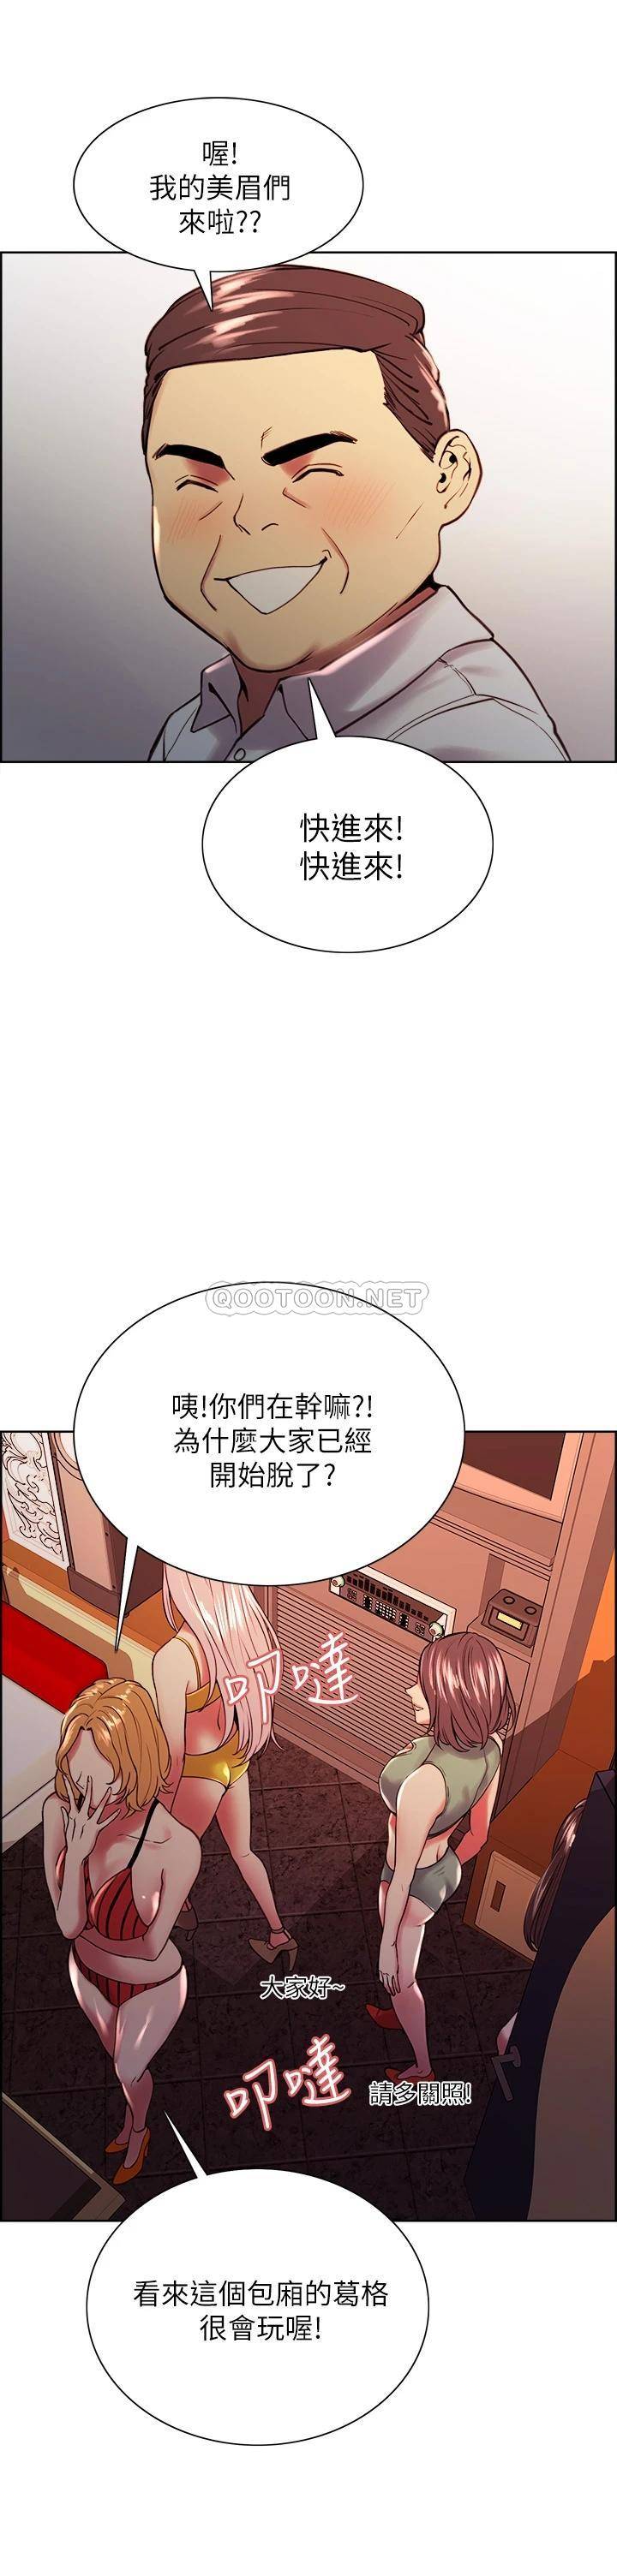 喔!
我的美眉們
來啦??
快進來!
快進來!
QOOTOON.NET
咦!你們在幹嘛?!
為什麼大家已經
開始脫了?
叩噠
大家好~
叩噠
請多關照!
看來這個包廂的葛格
很會玩喔!